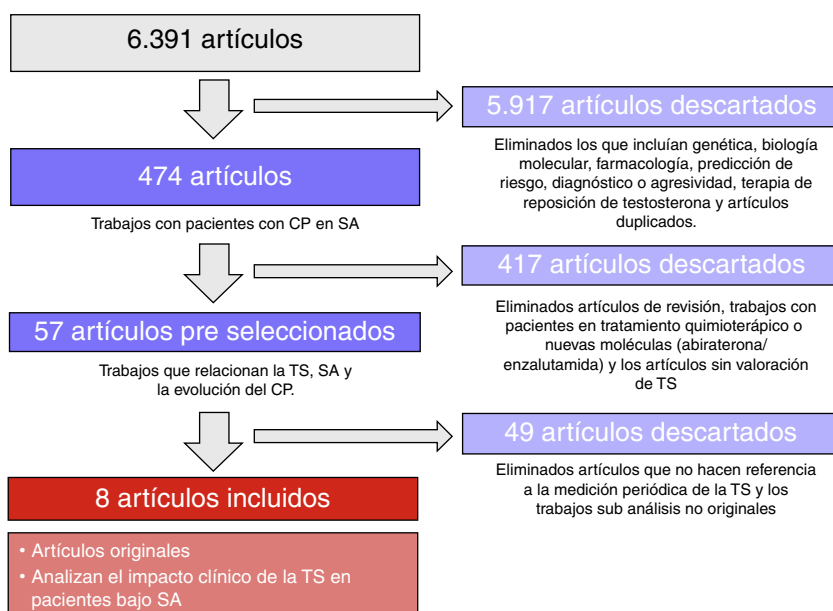 6.391 artículos
5.917 artículos descartados
Eliminados los que incluían genética, biología
molecular, farmacología, predicción de
riesgo, diagnóstico o agresividad, terapia de
reposición de testosterona y artículos
duplicados.
474 artículos
Trabajos con pacientes con CP en SA
417 artículos descartados
Eliminados artículos de revisión, trabajos con
pacientes en tratamiento quimioterápico o
nuevas moléculas (abiraterona/
enzalutamida) y los artículos sin valoración
de TS
57 artículos pre seleccionados
Trabajos que relacionan la TS, SA y
la evolución del CP.
49 artículos descartados
Eliminados artículos que no hacen referencia
a la medición periódica de la TS y los
trabajos sub análisis no originales
8 artículos incluidos
• Artículos originales
• Analizan el impacto clínico de la TS en
pacientes bajo SA